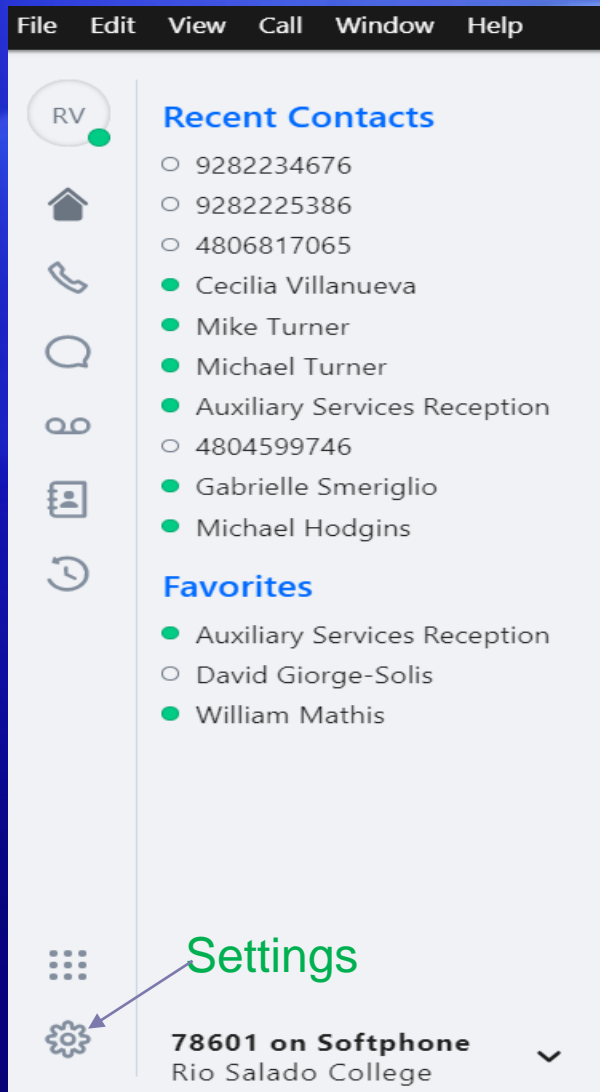 File Edit View Call Window Help
RV
Recent Contacts
9282234676
9282225386
4806817065
Cecilia Villanueva
Mike Turner
Michael Turner
Auxiliary Services Reception
4804599746
Gabrielle Smeriglio
Michael Hodgins
Favorites
Auxiliary Services Reception
David Giorge-Solis
William Mathis
Settings
78601 on Softphone
Rio Salado College